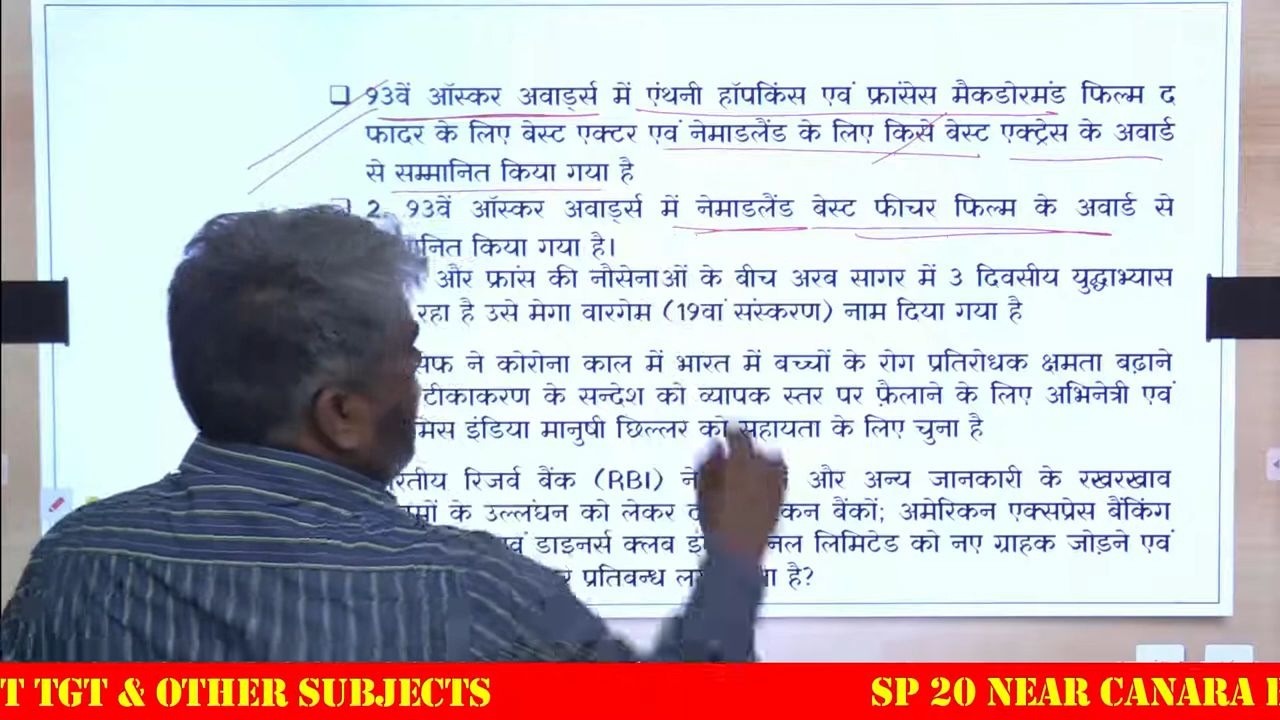 93वें ऑस्कर अवार्ड्स में एंथनी हॉपकिंस एवं फ्रांसेस मैकडोरमंड फिल्म द
फादर के लिए बेस्ट एक्टर एवं नेमाडलैंड के लिए किसे बेस्ट एक्ट्रेस के अवार्ड
से सम्मानित किया गया है
2. 93वें ऑस्कर अवार्ड्स में नेमाडलैंड बेस्ट फीचर फिल्म के अवार्ड से
किया गया है।
और फ्रांस की नौसेनाओं के बीच अरब सागर में 3 दिवसीय युद्धाभ्यास
रहा है उसे मेगा वारगेम (19वां संस्करण) नाम दिया गया है
ने कोरोना काल में भारत में बच्चों के रोग प्रतिरोधक क्षमता बढ़ाने
टीकाकरण के सन्देश को व्यापक स्तर पर फ़ैलाने के लिए अभिनेत्री एवं
इंडिया मानुषी छिल्लर को सहायता के लिए चुना है
रिजर्व बैंक (RBI) ने और अन्य जानकारी के रखरखाव
के उल्लंघन को लेकर बैंकों; अमेरिकन एक्सप्रेस बैंकिंग
डाइनर्स क्लब लिमिटेड को नए ग्राहक जोड़ने एवं
प्रतिबन्ध है?
T TGT & OTHER SUBJECTS SP 20 NEAR CANARA